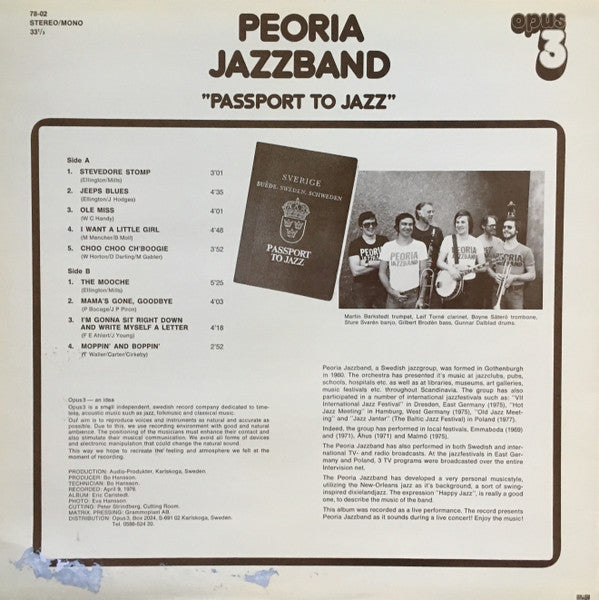 78-02
STEREO/MONO
33⅓
PEORIA
JAZZBAND
"PASSPORT TO JAZZ"
opus
3
Side A
1. STEVEDORE STOMP 3'01
(Ellington/Mills)
2. JEEPS BLUES 4'35
(Ellington/J Hodges)
3. OLE MISS 4'01
(W C Handy)
4. I WANT A LITTLE GIRL 4'48
(M Mencher/B Moll)
5. CHOO CHOO CH'BOOGIE 3'52
(W Horton/D Darling/M Gabler)
Side B
1. THE MOOCHE 5'25
(Ellington/Mills)
2. MAMA'S GONE, GOODBYE 4'03
(P Bocage/J P Piron)
3. I'M GONNA SIT RIGHT DOWN
AND WRITE MYSELF A LETTER 4'18
(F E Ahlert/J Young)
4. MOPPIN' AND BOPPIN' 2'52
(T Waller/Carter/Cirkeby)
SVERIGE
SUÈDE. SWEDEN. SCHWEDEN
PASSPORT
TO JAZZ
PEORIA
JAZZBAND
PEORIA
JAZZBAND
Martin Barkstedt trumpet, Leif Torné clarinet, Boyne Säterö trombone,
Sture Svarén banjo, Gilbert Brodén bass, Gunnar Dalblad drums.
Opus3 — an idea
Opus3 is a small independent, swedish record company dedicated to time-
less, acoustic music such as jazz, folkmusic and classical music.
Our aim is to reproduce voices and instruments as natural and accurate as
possible. Due to this, we use recording environment with good and natural
ambience. The positioning of the musicians must enhance their contact and
also stimulate their musical communication. We avoid all forms of devices
and electronic manipulation that could change the natural sound.
This way we hope to recreate the feeling and atmosphere we felt at the
moment of recording.
PRODUCTION: Audio-Produkter, Karlskoga, Sweden
PRODUCER: Bo Hansson.
TECHNICIAN: Bo Hansson.
RECORDED: April 9, 1978.
ALBUM: Eric Carlstedt.
PHOTO: Eva Hansson.
CUTTING: Peter Strindberg, Cutting Room.
MATRIX, PRESSING: Grammoplast AB.
DISTRIBUTION: Opus 3, Box 2024, S-691 02 Karlskoga, Sweden.
Tel. 0586-524 20.
Peoria Jazzband, a Swedish jazzgroup, was formed in Gothenburgh
in 1960. The orchestra has presented it's music at jazzclubs, pubs,
schools, hospitals etc. as well as at libraries, museums, art galleries,
music festivals etc. throughout Scandinavia. The group has also
participated in a number of international jazzfestivals such as: "VII
International Jazz Festival" in Dresden, East Germany (1975), "Hot
Jazz Meeting" in Hamburg, West Germany (1975), "Old Jazz Meet-
ing" and "Jazz Jantar" (The Baltic Jazz Festival) in Poland (1977).
Indeed, the group has performed in local festivals, Emmaboda (1969)
and (1971), Åhus (1971) and Malmö (1975).
The Peoria Jazzband has also performed in both Swedish and inter-
national TV- and radio broadcasts. At the jazzfestivals in East Ger-
many and Poland, 3 TV programs were broadcasted over the entire
Intervision net.
The Peoria Jazzband has developed a very personal musicstyle,
utilizing the New-Orleans jazz as it's background, a sort of swing-
inspired dixielandjazz. The expression "Happy Jazz", is really a good
one, to describe the music of the band.
This album was recorded as a live performance. The record presents
Peoria Jazzband as it sounds during a live concert!! Enjoy the music!